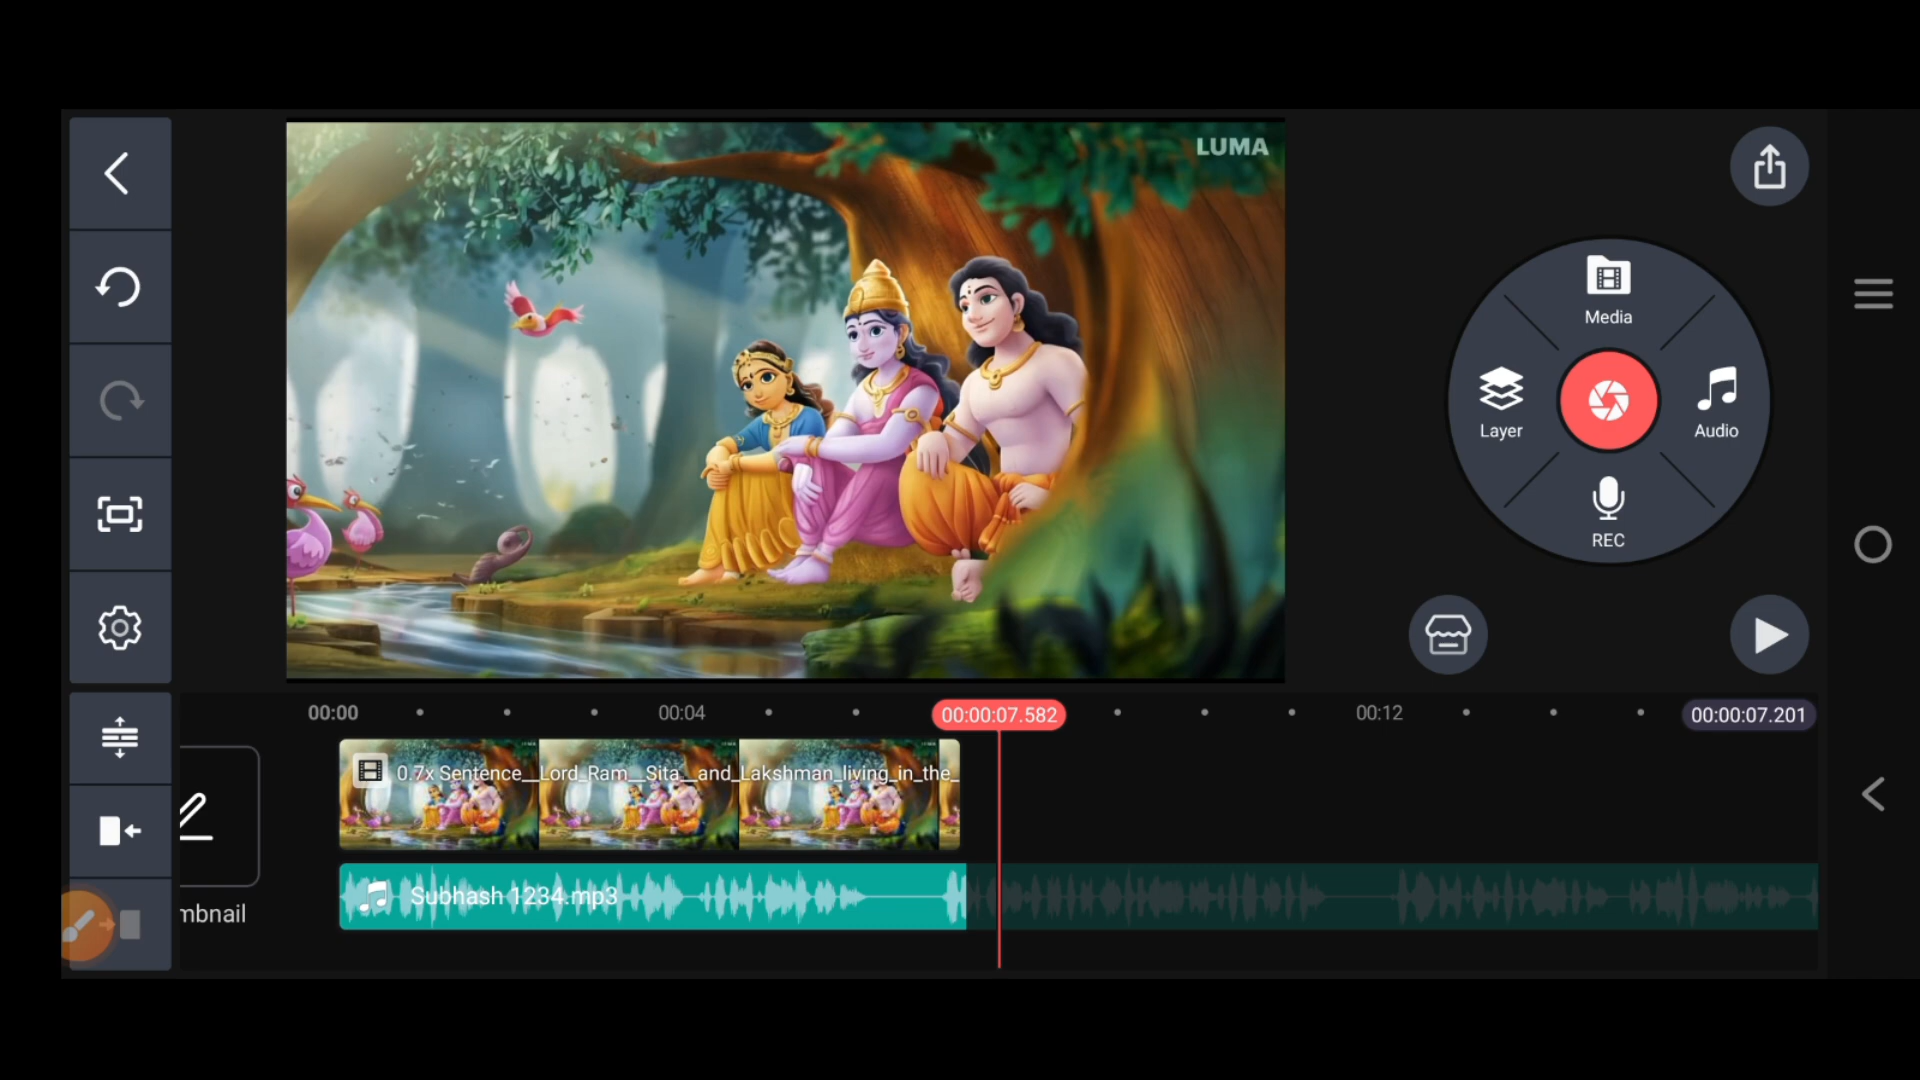 LUMA
Media
Layer
Audio
REC
00:00
00:04
00:00:07.582
00:12
00:00:07.201
0.7x Sentence__Lord_Ram__Sita__and_Lakshman_living_in_the_
Subhash 1234.mp3
mbnail